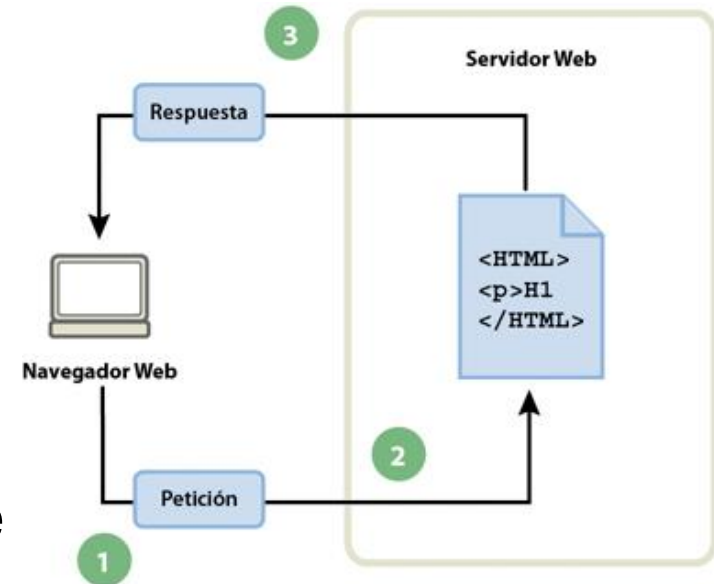 3
Servidor Web
Respuesta
<HTML>
<p>H1
</HTML>
Navegador Web
2
Petición
e
1